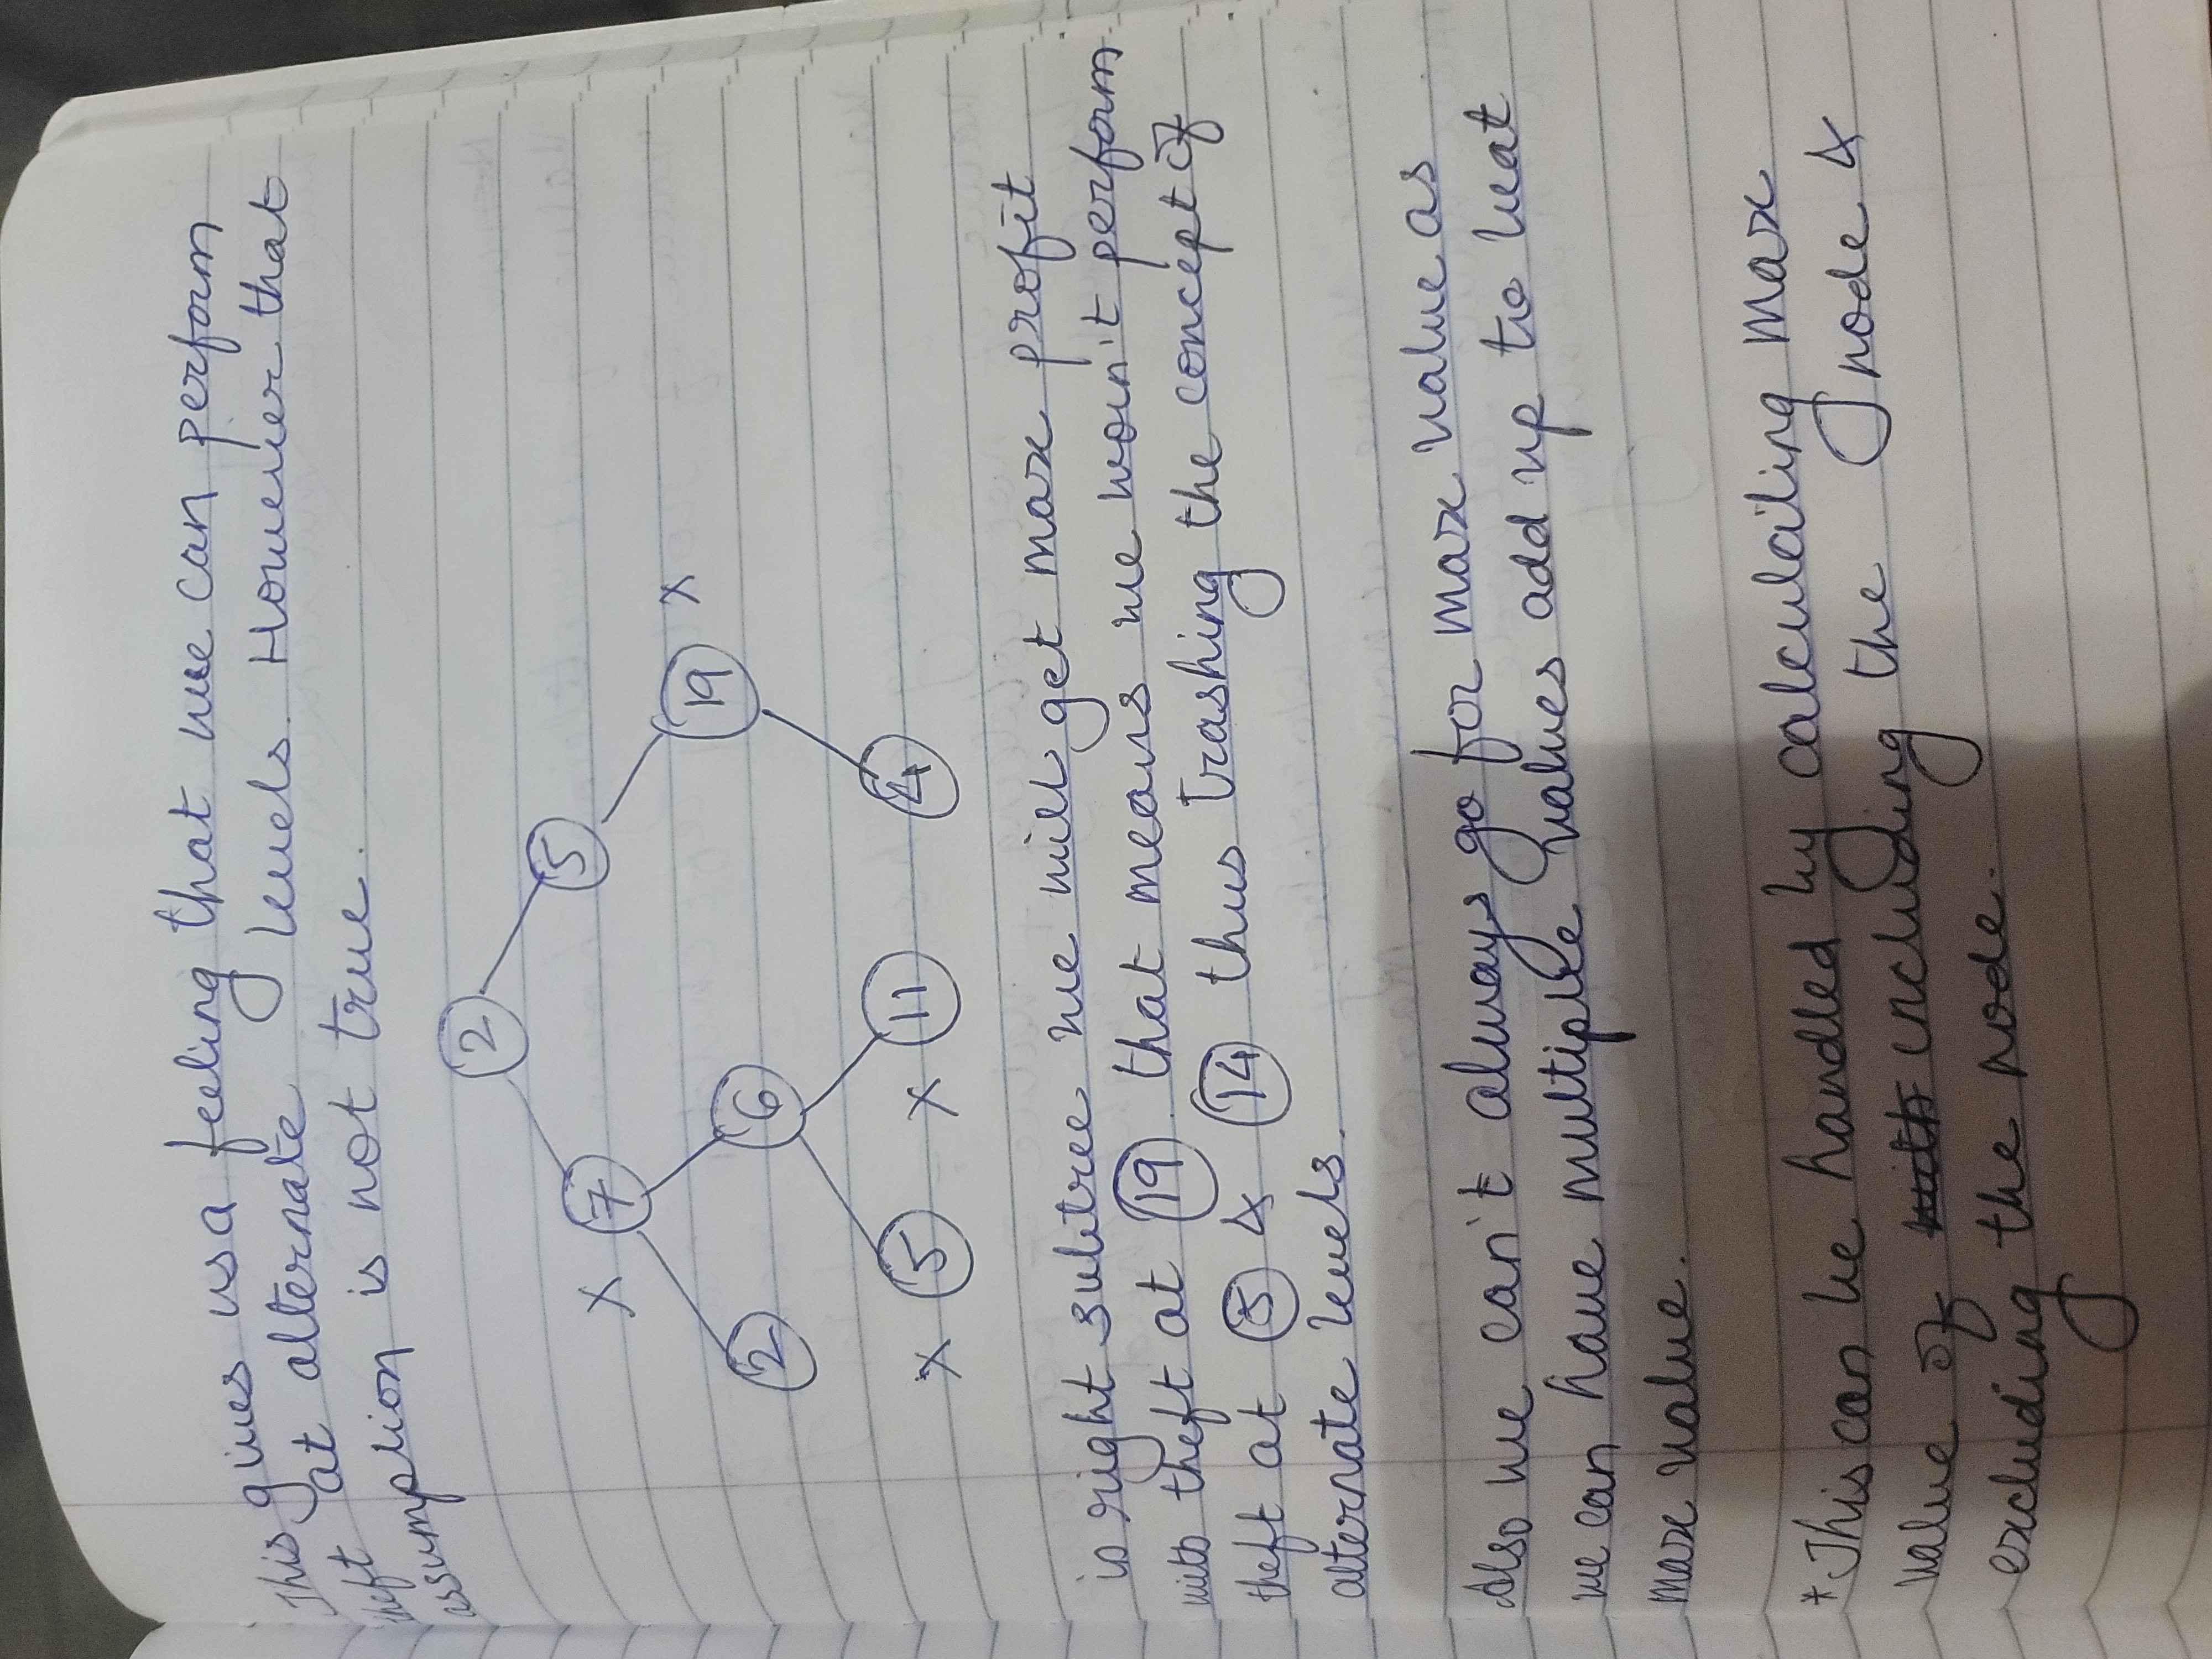 This gives us a feeling that we can perform
theft at alternate levels. However that
assumption is not true.
2
7
5
X
19
X
2
6
X
5
X
11
4
is right subtree we will get max profit
with theft at 19. that means we won't perform
theft at 5 & 14 thus trashing the concept of
alternate levels.
Also we can't always go for max value as
we can have multiple values add up to beat
max value.
*This can be handled by calculating max
value of with including the node &
excluding the node.